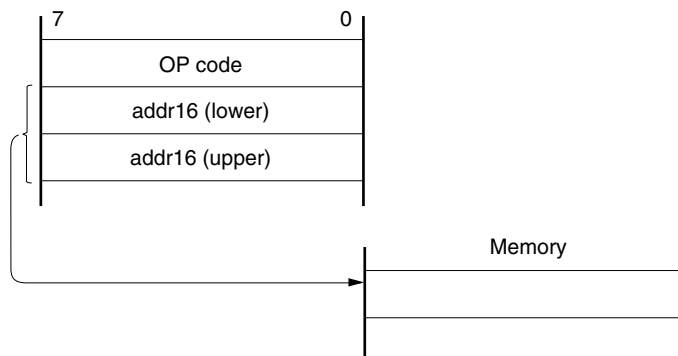 7 0
OP code
addr16 (lower)
addr16 (upper)
Memory